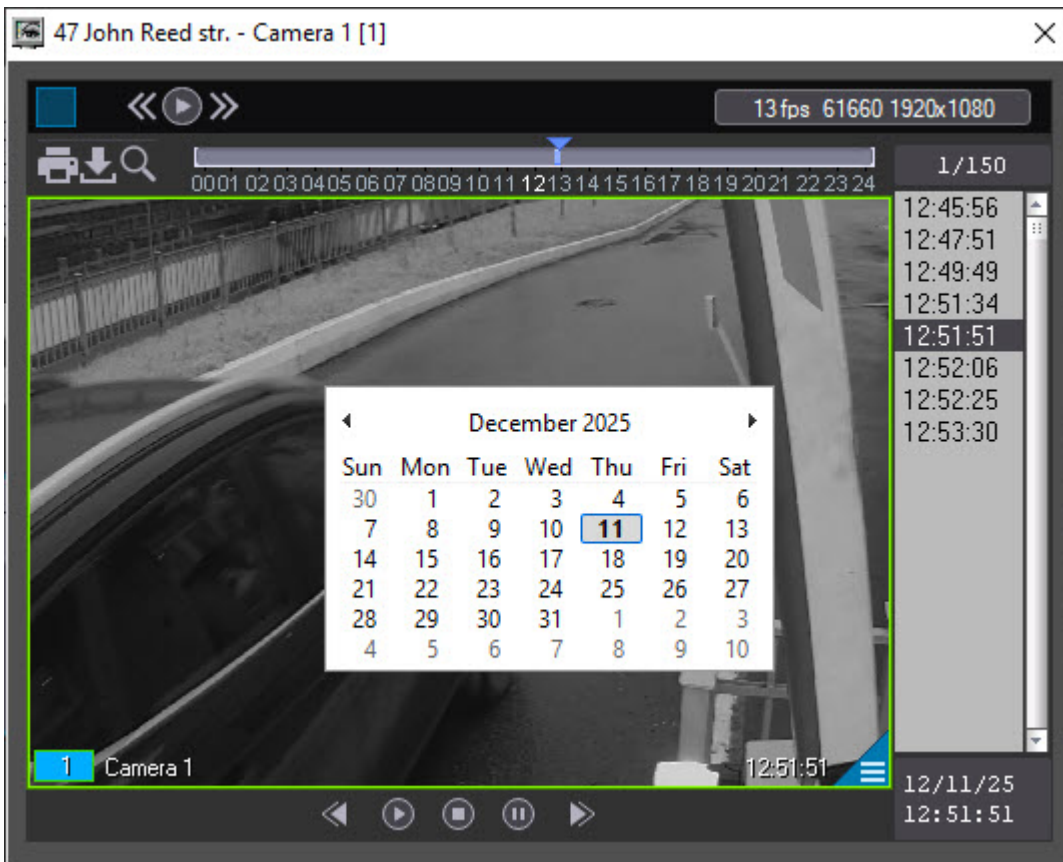 47 John Reed str. - Camera 1 [1]
13 fps 61660 1920x1080
00 01 02 03 04 05 06 07 08 09 10 11 12 13 14 15 16 17 18 19 20 21 22 23 24
1/150
12:45:56
12:47:51
12:49:49
12:51:34
12:51:51
12:52:06
12:52:25
12:53:30
December 2025
Sun Mon Tue Wed Thu Fri Sat
30 1 2 3 4 5 6
7 8 9 10 11 12 13
14 15 16 17 18 19 20
21 22 23 24 25 26 27
28 29 30 31 1 2 3
4 5 6 7 8 9 10
1 Camera 1 12:51:51
12/11/25
12:51:51